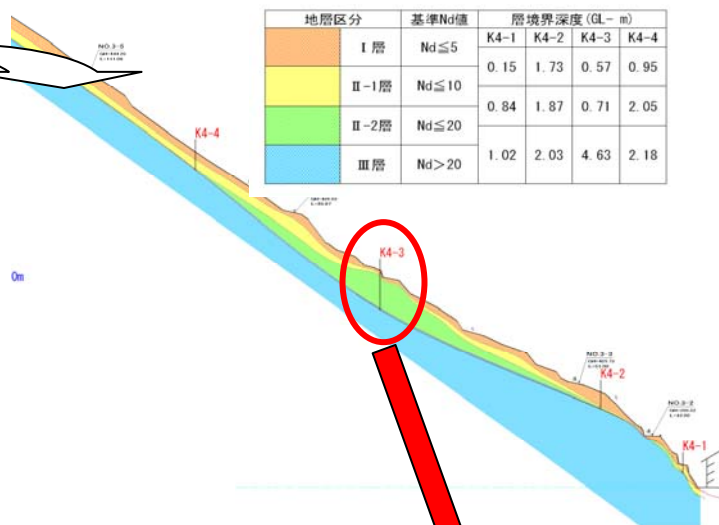 地層区分 基準Nd値 層境界深度(GL- m)
K4-1 K4-2 K4-3 K4-4
Ⅰ層 Nd≦5
0.15 1.73 0.57 0.95
Ⅱ-1層 Nd≦10
0.84 1.87 0.71 2.05
Ⅱ-2層 Nd≦20
1.02 2.03 4.63 2.18
Ⅲ層 Nd>20
NO.3-5
K4-4
K4-3
0m
NO.3-3
K4-2
NO.3-2
K4-1